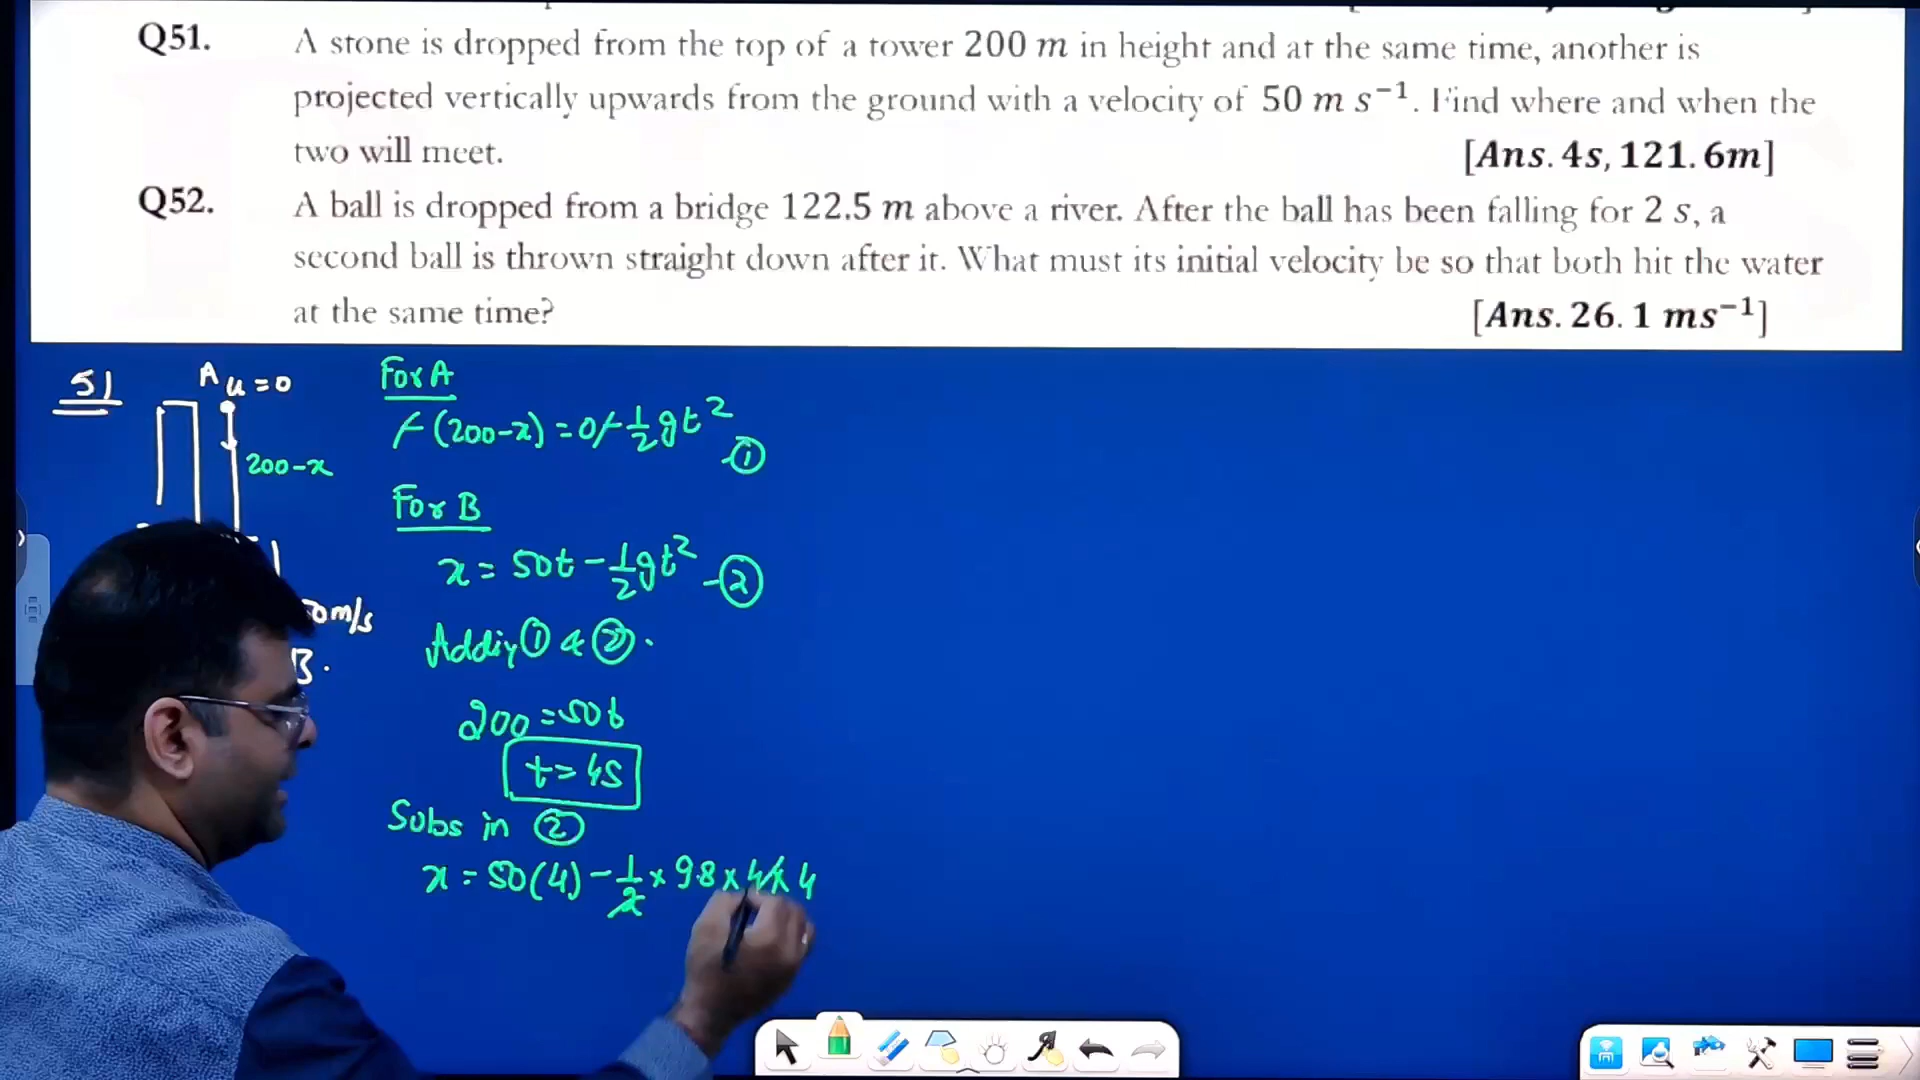 Q51. A stone is dropped from the top of a tower 200 m in height and at the same time, another is
projected vertically upwards from the ground with a velocity of 50 m s⁻¹. Find where and when the
two will meet. [Ans. 4s, 121.6m]
Q52. A ball is dropped from a bridge 122.5 m above a river. After the ball has been falling for 2 s, a
second ball is thrown straight down after it. What must its initial velocity be so that both hit the water
at the same time? [Ans. 26.1 ms⁻¹]
51
A u=0
200-x
0m/s
B.
For A
-(200-x) = 0-½gt² -①
For B
x = 50t - ½gt² -②
Adding ① & ② .
200 = 50t
t = 4s
Subs in ②
x = 50(4) - ½ × 9.8 × 4 × 4